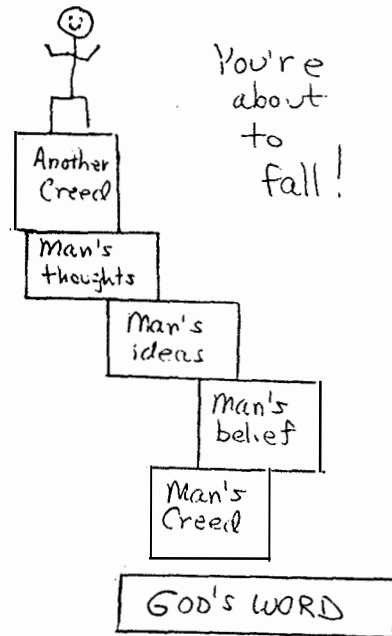 You're
about
to
fall!
Another
Creed
Man's
thoughts
Man's
ideas
Man's
belief
Man's
Creed
GOD'S WORD